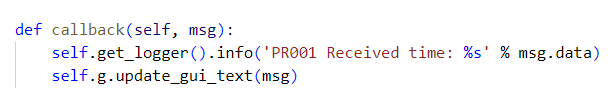 def callback(self, msg):
    self.get_logger().info('PR001 Received time: %s' % msg.data)
    self.g.update_gui_text(msg)